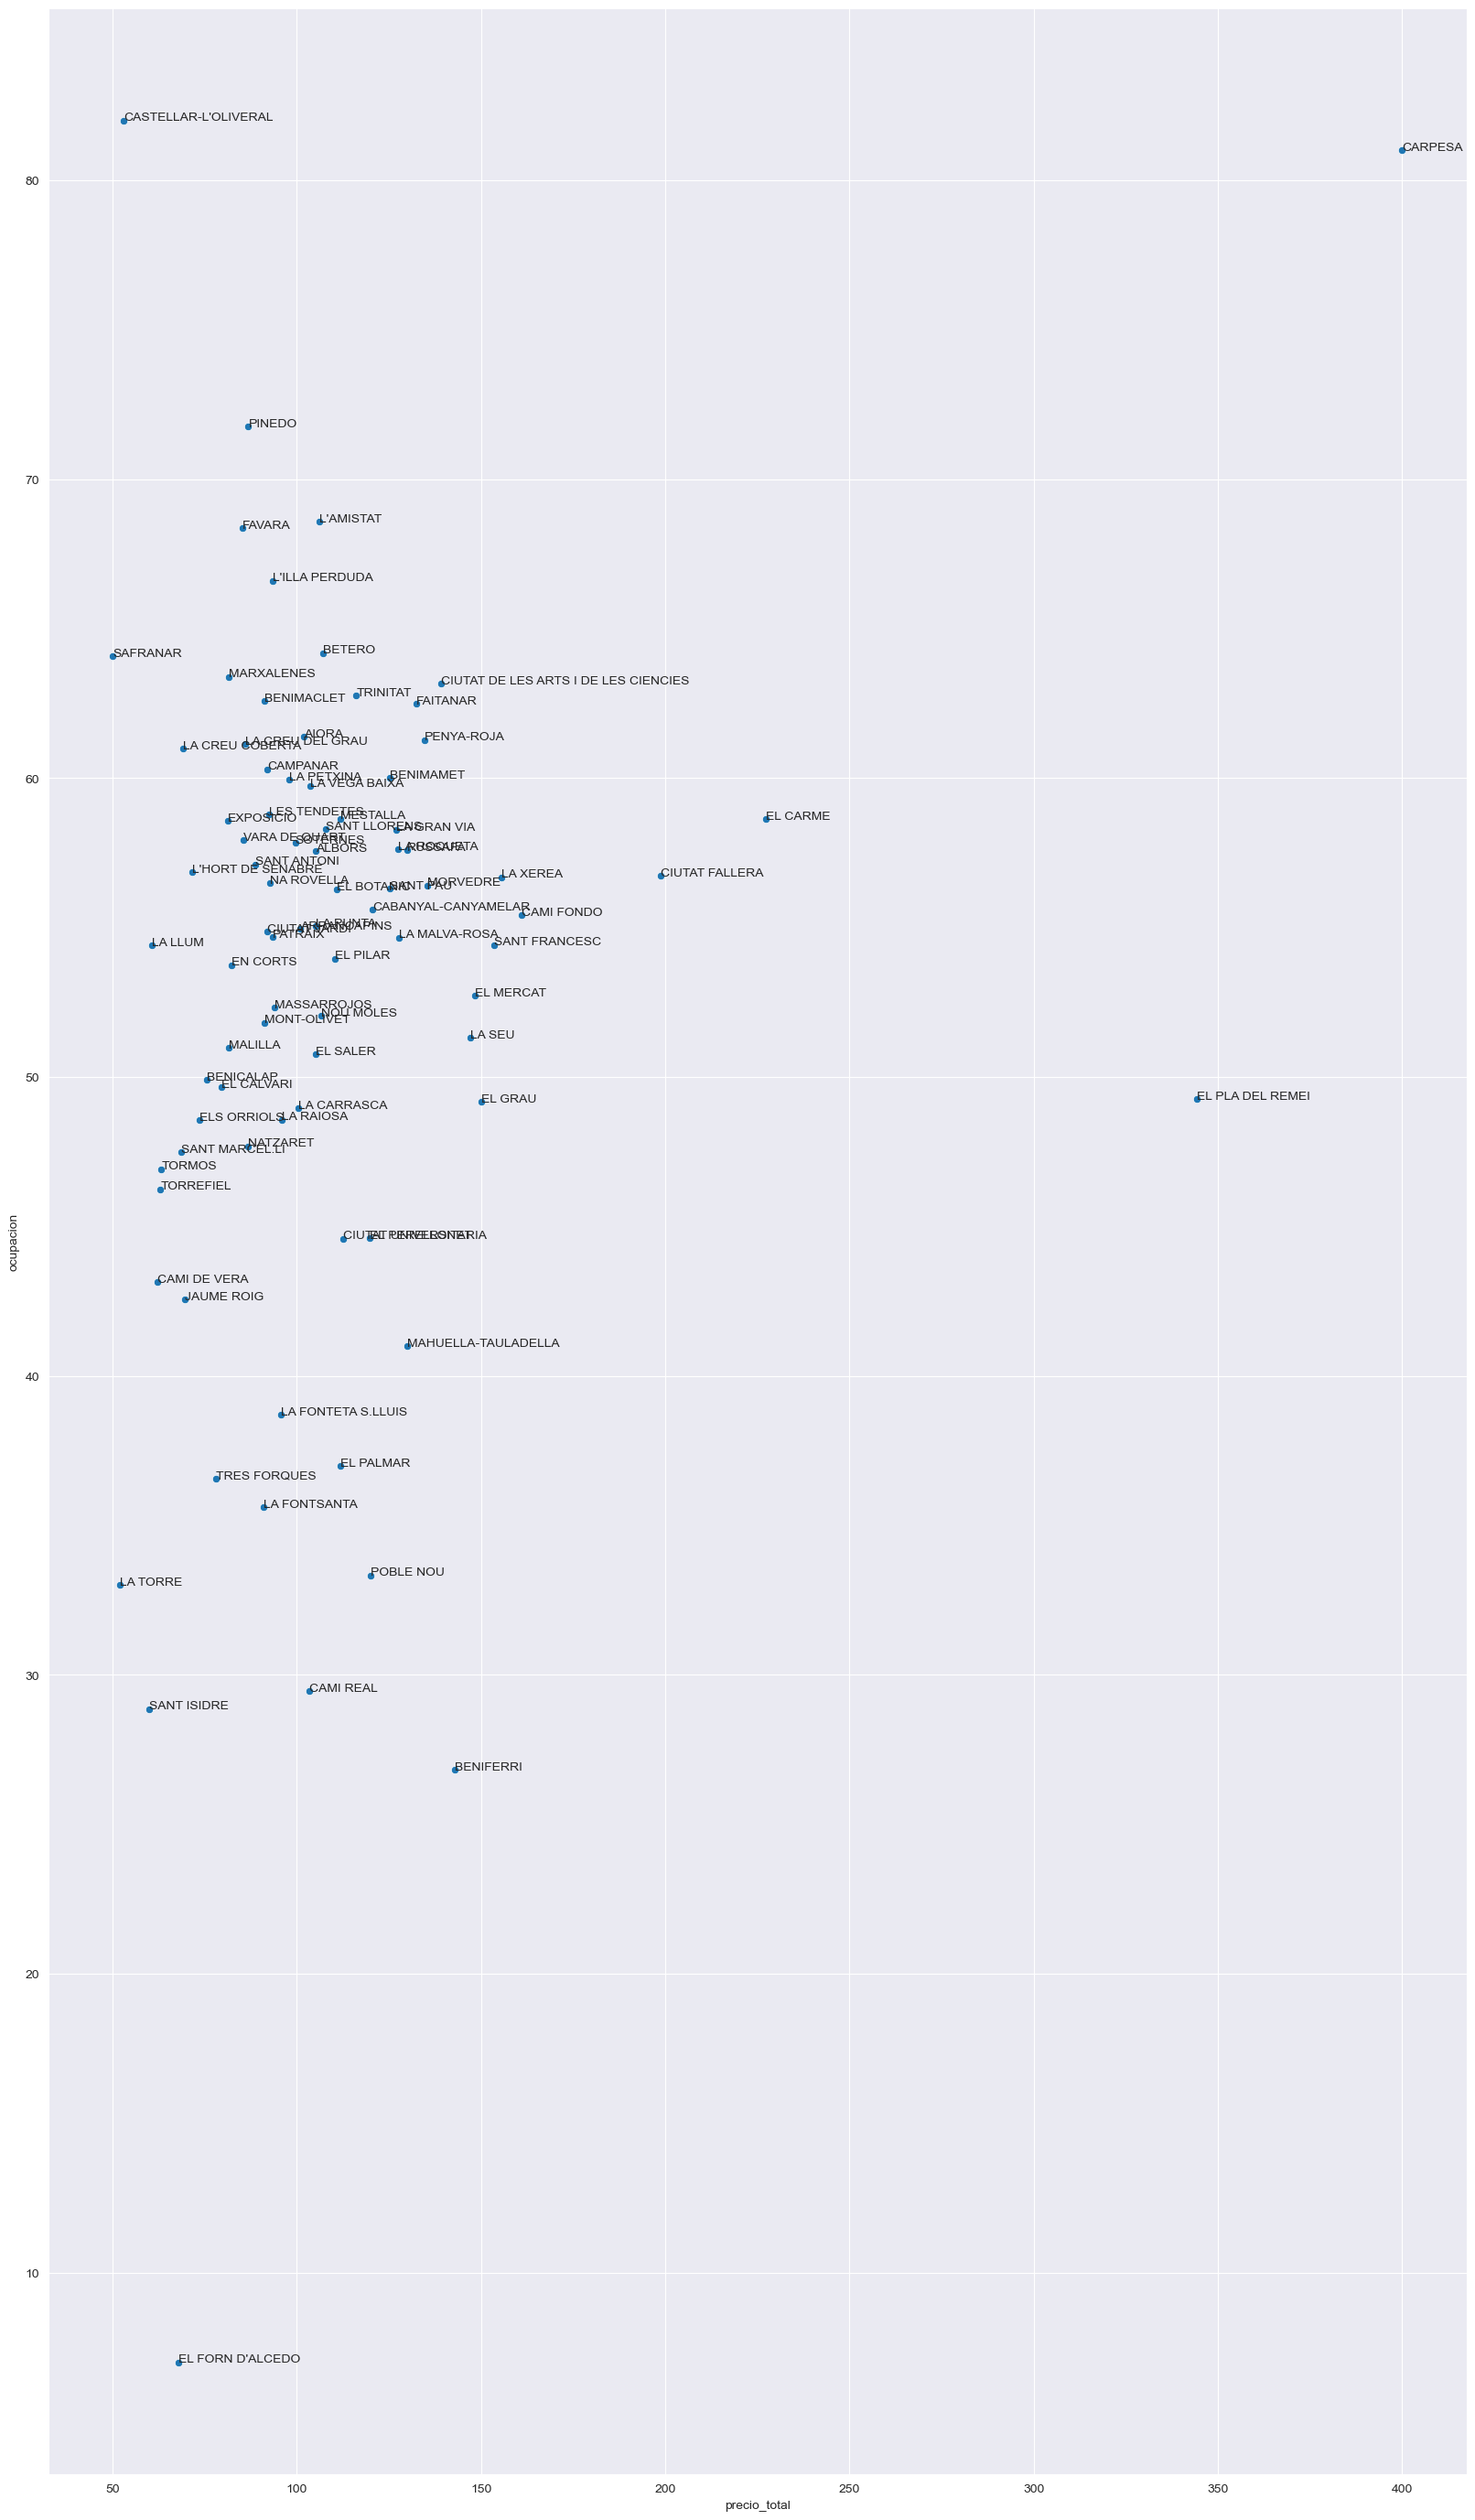 CASTELLAR-L'OLIVERAL
CARPESA
80
PINEDO
70
L'AMISTAT
FAVARA
L'ILLA PERDUDA
BETERO
SAFRANAR
CIUTAT DE LES ARTS I DE LES CIENCIES
MARXALENES
TRINITAT
BENIMACLET
FAITANAR
AIORA
PENYA-ROJA
LA CREU DEL GRAU
LA CREU COBERTA
CAMPANAR
60
LA PETXINA
BENIMAMET
LA VEGA BAIXA
LES TENDETES
MESTALLA
EL CARME
EXPOSICIO
SANT LLORENS
LA GRAN VIA
VARA DE QUART
SOTERNES
ALBORS
LA ROQUETA
RUSSAFA
SANT ANTONI
L'HORT DE SENABRE
LA XEREA
CIUTAT FALLERA
NA ROVELLA
EL BOTANIC
SANT PAU
MORVEDRE
CABANYAL-CANYAMELAR
CAMI FONDO
LA PUNTA
ARRANCAPINS
CIUTAT JARDI
PATRAIX
LA MALVA-ROSA
LA LLUM
SANT FRANCESC
EL PILAR
EN CORTS
EL MERCAT
MASSARROJOS
NOU MOLES
MONT-OLIVET
LA SEU
MALILLA
EL SALER
50
BENICALAP
EL CALVARI
LA CARRASCA
EL GRAU
EL PLA DEL REMEI
ELS ORRIOLS
LA RAIOSA
NATZARET
SANT MARCEL.LI
TORMOS
TORREFIEL
CIUTAT UNIVERSITARIA
EL PERELLONET
ocupacion
CAMI DE VERA
JAUME ROIG
MAHUELLA-TAULADELLA
40
LA FONTETA S.LLUIS
EL PALMAR
TRES FORQUES
LA FONTSANTA
POBLE NOU
LA TORRE
30
CAMI REAL
SANT ISIDRE
BENIFERRI
20
10
EL FORN D'ALCEDO
50 100 150 200 250 300 350 400
precio_total